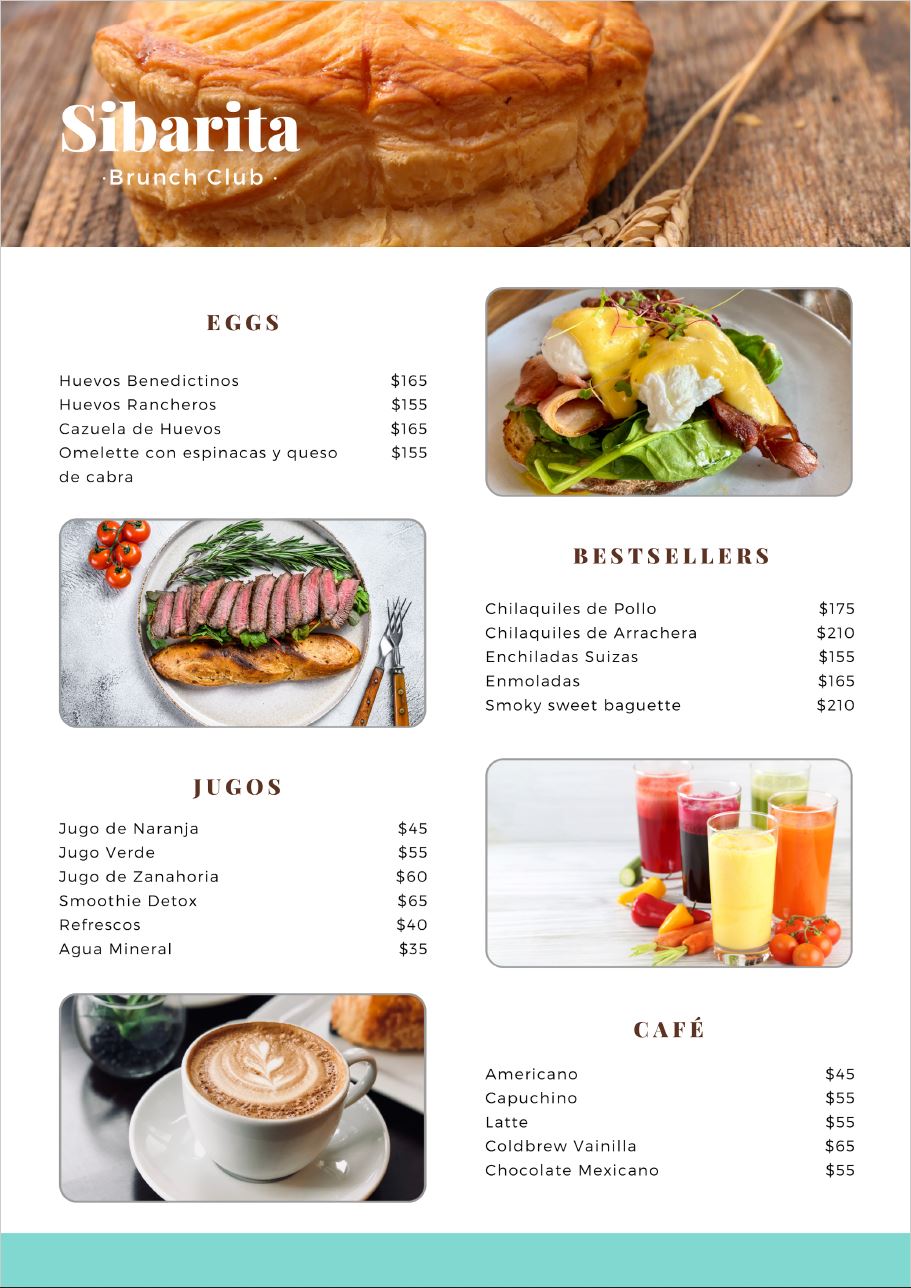 Sibarita
·Brunch Club ·
EGGS
Huevos Benedictinos $165
Huevos Rancheros $155
Cazuela de Huevos $165
Omelette con espinacas y queso $155
de cabra
BESTSELLERS
Chilaquiles de Pollo $175
Chilaquiles de Arrachera $210
Enchiladas Suizas $155
Enmoladas $165
Smoky sweet baguette $210
JUGOS
Jugo de Naranja $45
Jugo Verde $55
Jugo de Zanahoria $60
Smoothie Detox $65
Refrescos $40
Agua Mineral $35
CAFÉ
Americano $45
Capuchino $55
Latte $55
Coldbrew Vainilla $65
Chocolate Mexicano $55